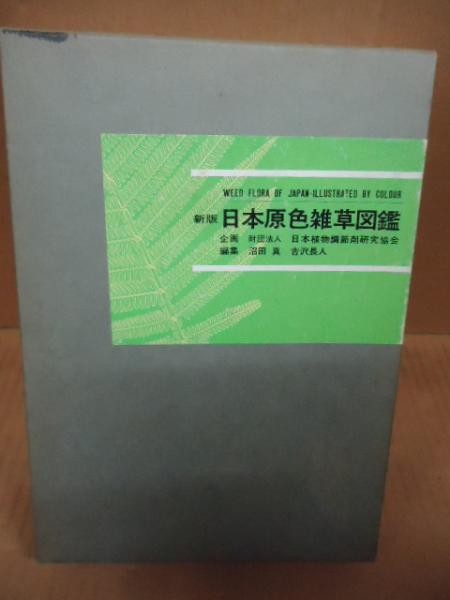 WEED FLORA OF JAPAN-ILLUSTRATED BY COLOUR
新版 日本原色雑草図鑑
企画 財団法人 日本植物調節剤研究協会
編集 沼田 真 吉沢長人